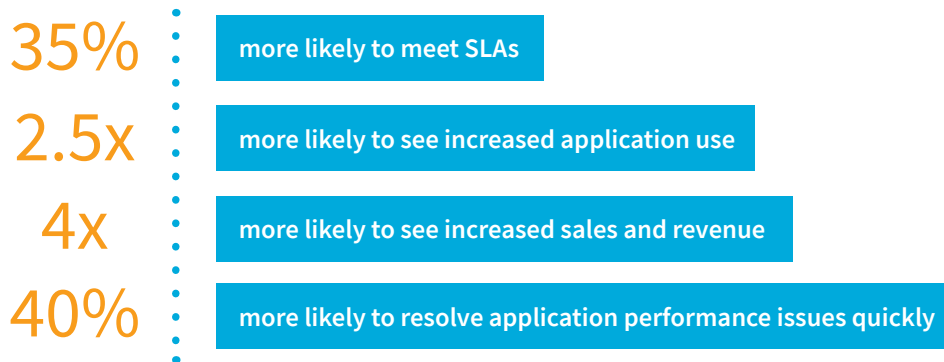 35% more likely to meet SLAs
2.5x more likely to see increased application use
4x more likely to see increased sales and revenue
40% more likely to resolve application performance issues quickly